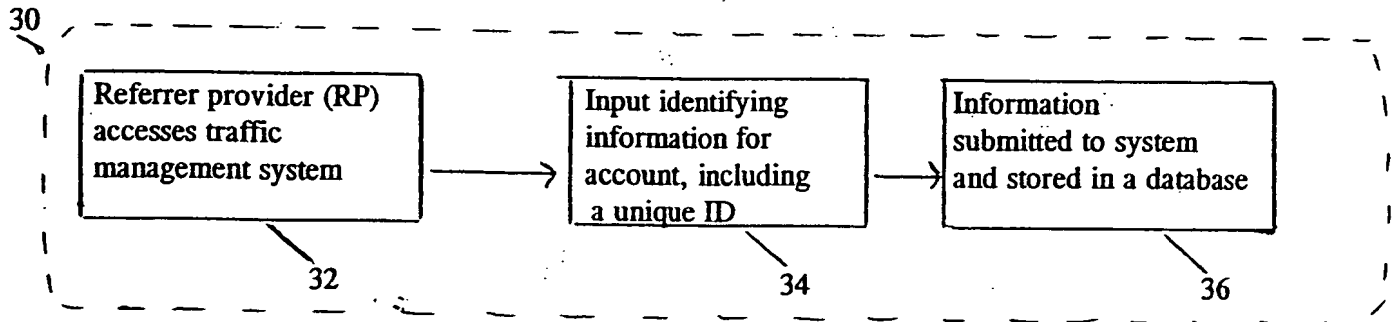 30
Referrer provider (RP)
accesses traffic
management system
Input identifying
information for
account, including
a unique ID
Information
submitted to system
and stored in a database
32
34
36